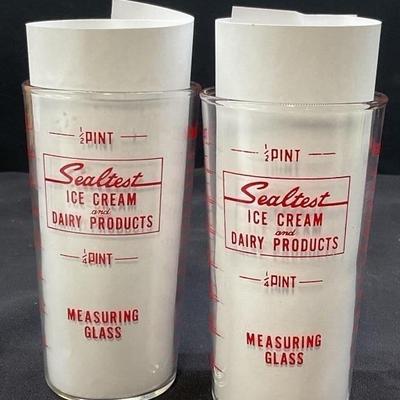 ½ PINT
Sealtest
ICE CREAM
and
DAIRY PRODUCTS
¼ PINT
MEASURING
GLASS
½ PINT
Sealtest
ICE CREAM
and
DAIRY PRODUCTS
¼ PINT
MEASURING
GLASS